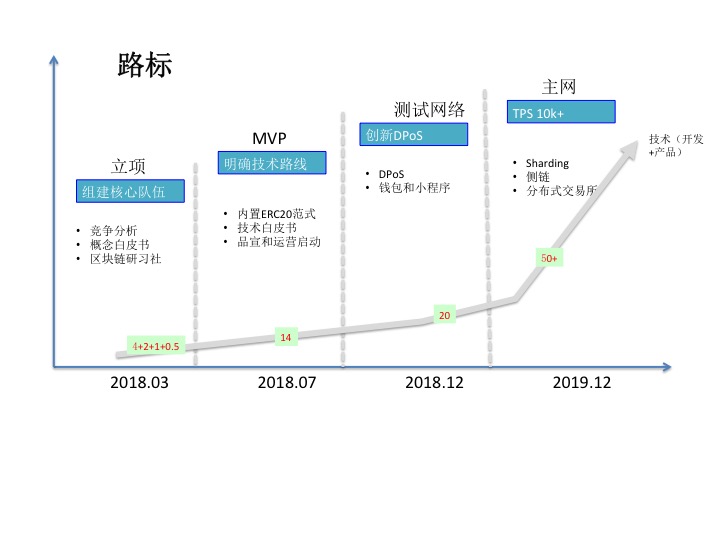 路标
立项
组建核心队伍
• 竞争分析
• 概念白皮书
• 区块链研习社
MVP
明确技术路线
• 内置ERC20范式
• 技术白皮书
• 品宣和运营启动
测试网络
创新DPoS
• DPoS
• 钱包和小程序
主网
TPS 10k+
• Sharding
• 侧链
• 分布式交易所
技术（开发
+产品）
4+2+1+0.5
14
20
50+
2018.03
2018.07
2018.12
2019.12